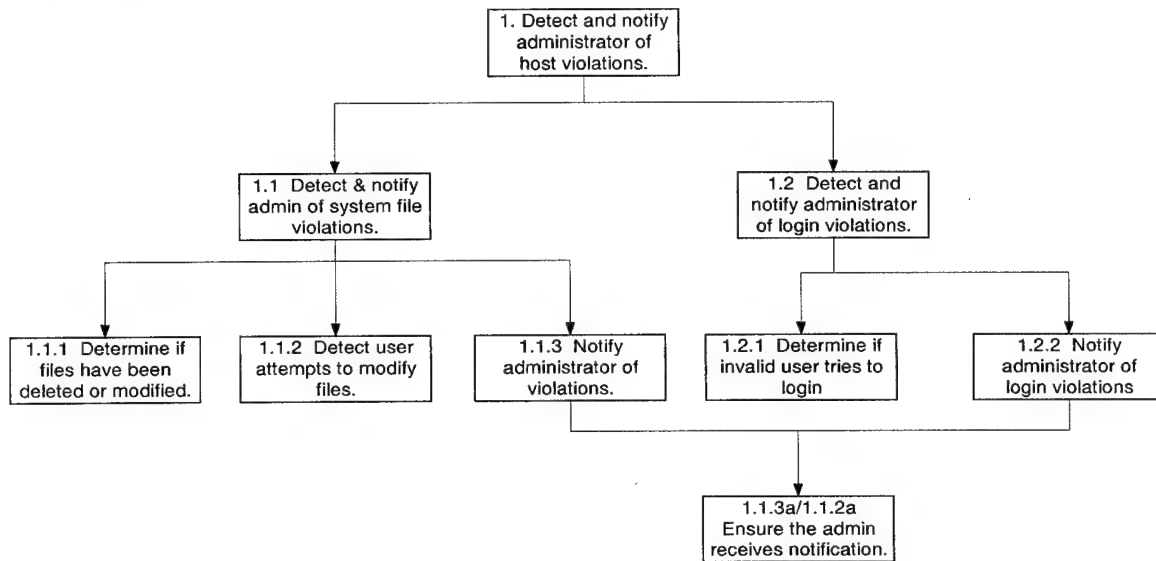 1. Detect and notify
administrator of
host violations.
1.1 Detect & notify
admin of system file
violations.
1.2 Detect and
notify administrator
of login violations.
1.1.1 Determine if
files have been
deleted or modified.
1.1.2 Detect user
attempts to modify
files.
1.1.3 Notify
administrator of
violations.
1.2.1 Determine if
invalid user tries to
login
1.2.2 Notify
administrator of
login violations
1.1.3a/1.1.2a
Ensure the admin
receives notification.